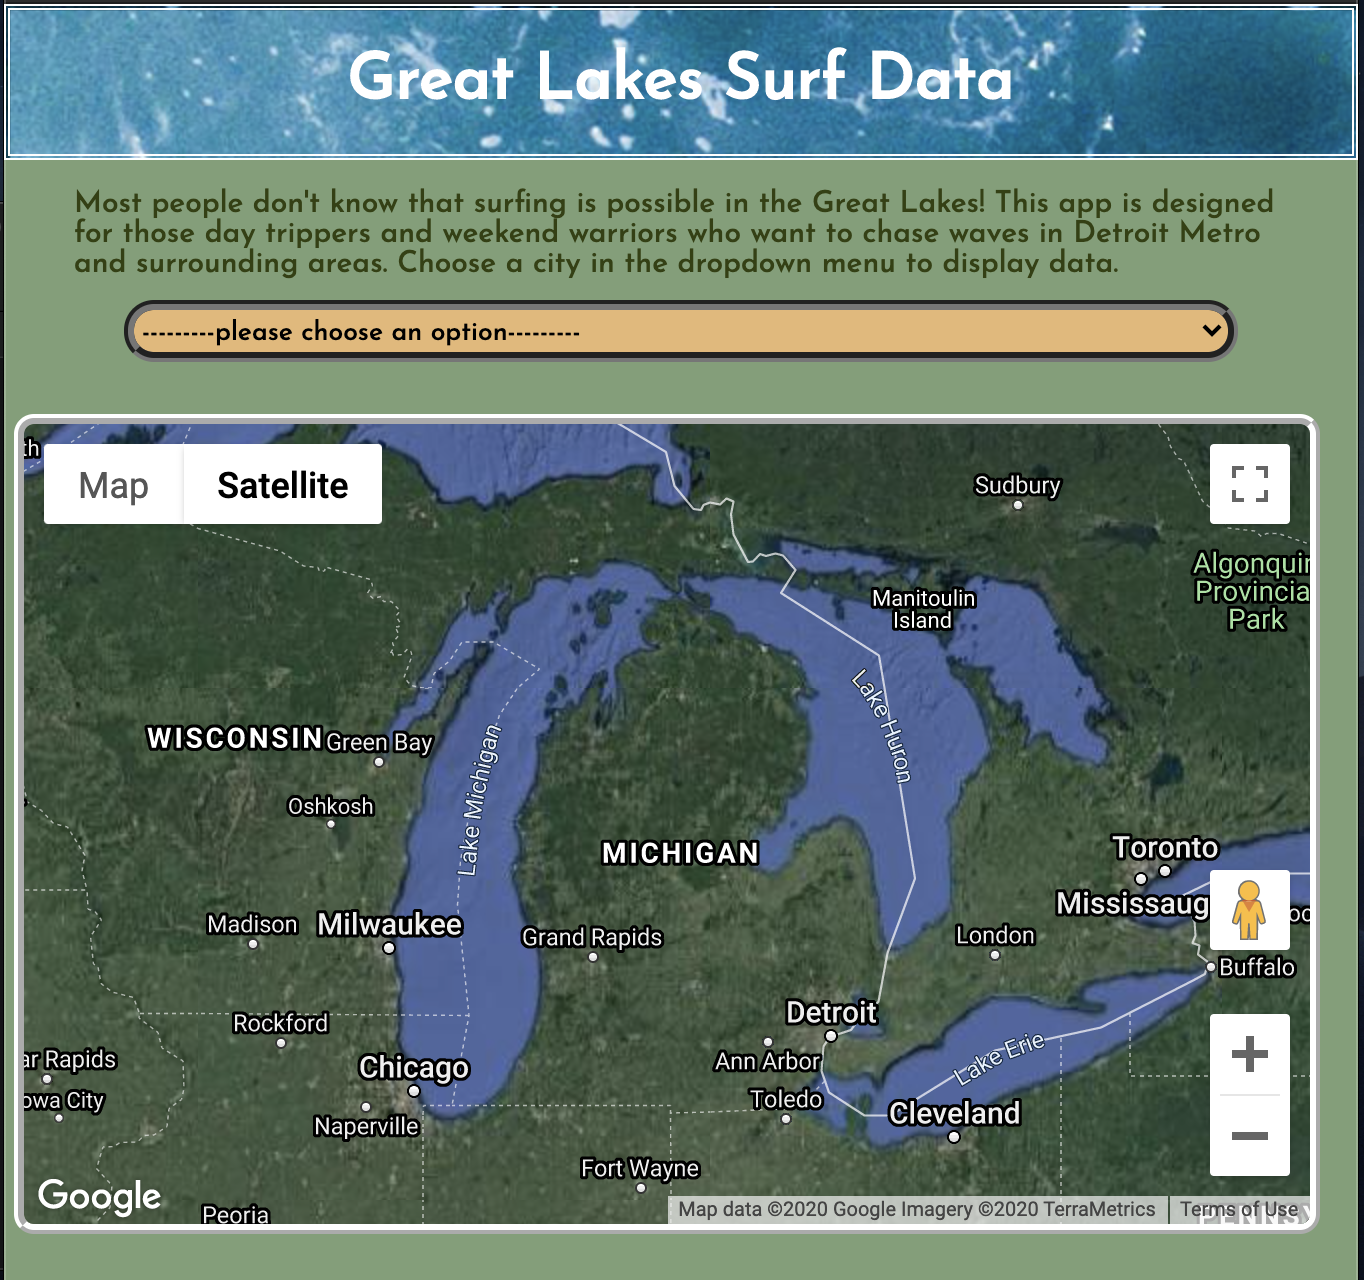 Great Lakes Surf Data
Most people don't know that surfing is possible in the Great Lakes! This app is designed
for those day trippers and weekend warriors who want to chase waves in Detroit Metro
and surrounding areas. Choose a city in the dropdown menu to display data.
---------please choose an option---------
th
Map
Satellite
Sudbury
Algonquin
Provincia
Park
Manitoulin
Island
Lake Huron
WISCONSIN
Green Bay
Lake Michigan
Oshkosh
MICHIGAN
Toronto
Mississaug
Madison
Milwaukee
Grand Rapids
London
Buffalo
Rockford
Detroit
Lake Erie
ar Rapids
Chicago
Ann Arbor
owa City
Toledo
Cleveland
Naperville
Fort Wayne
Google
Peoria
Map data ©2020 Google Imagery ©2020 TerraMetrics
Terms of Use
PENNSY